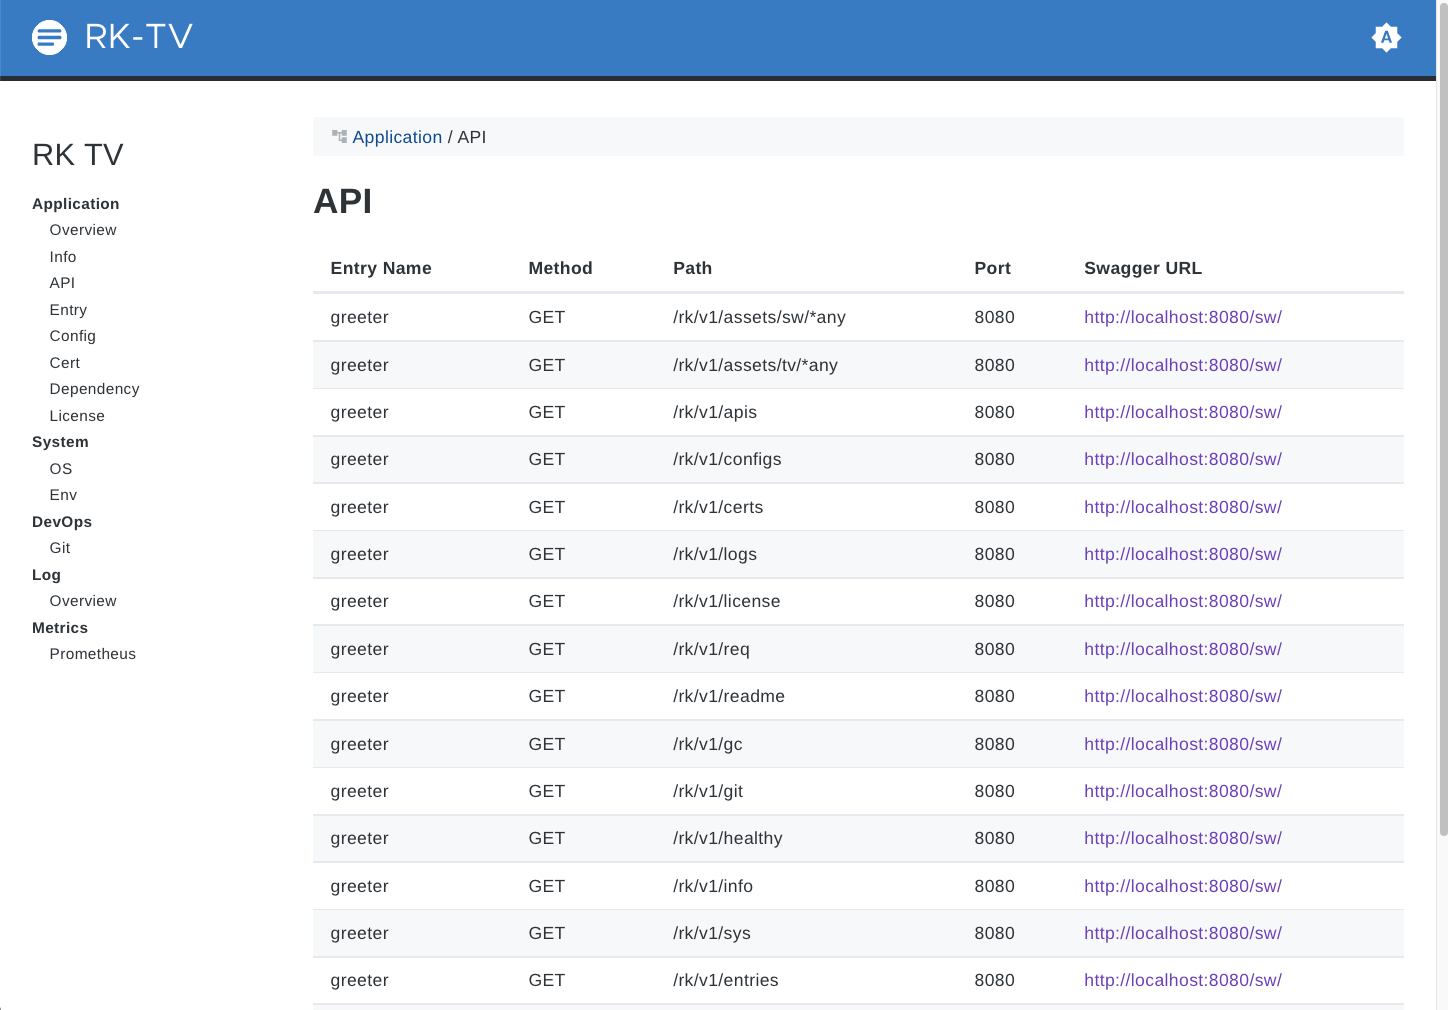 RK-TV
A
RK TV
Application
Overview
Info
API
Entry
Config
Cert
Dependency
License
System
OS
Env
DevOps
Git
Log
Overview
Metrics
Prometheus
Application / API
API
Entry Name Method Path Port Swagger URL
greeter GET /rk/v1/assets/sw/*any 8080 http://localhost:8080/sw/
greeter GET /rk/v1/assets/tv/*any 8080 http://localhost:8080/sw/
greeter GET /rk/v1/apis 8080 http://localhost:8080/sw/
greeter GET /rk/v1/configs 8080 http://localhost:8080/sw/
greeter GET /rk/v1/certs 8080 http://localhost:8080/sw/
greeter GET /rk/v1/logs 8080 http://localhost:8080/sw/
greeter GET /rk/v1/license 8080 http://localhost:8080/sw/
greeter GET /rk/v1/req 8080 http://localhost:8080/sw/
greeter GET /rk/v1/readme 8080 http://localhost:8080/sw/
greeter GET /rk/v1/gc 8080 http://localhost:8080/sw/
greeter GET /rk/v1/git 8080 http://localhost:8080/sw/
greeter GET /rk/v1/healthy 8080 http://localhost:8080/sw/
greeter GET /rk/v1/info 8080 http://localhost:8080/sw/
greeter GET /rk/v1/sys 8080 http://localhost:8080/sw/
greeter GET /rk/v1/entries 8080 http://localhost:8080/sw/